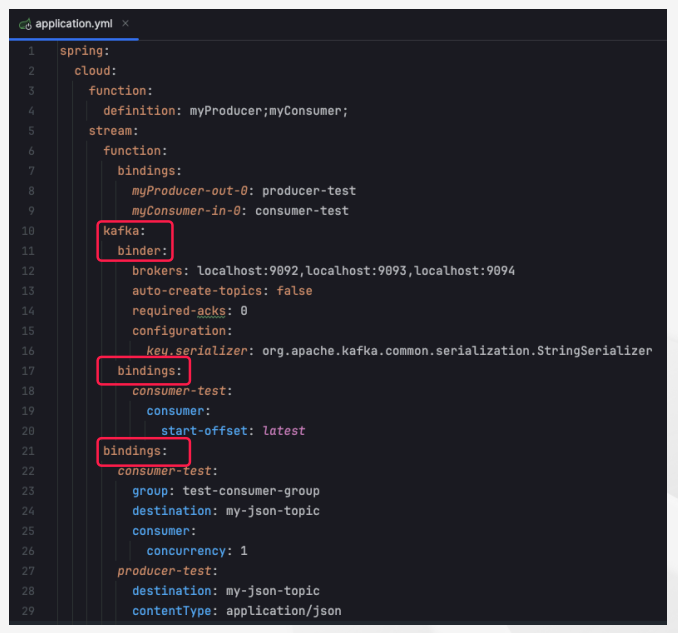 application.yml ×
1 spring:
2   cloud:
3     function:
4       definition: myProducer;myConsumer;
5     stream:
6       function:
7         bindings:
8           myProducer-out-0: producer-test
9           myConsumer-in-0: consumer-test
10       kafka:
11         binder:
12           brokers: localhost:9092,localhost:9093,localhost:9094
13           auto-create-topics: false
14           required-acks: 0
15           configuration:
16             key.serializer: org.apache.kafka.common.serialization.StringSerializer
17         bindings:
18           consumer-test:
19             consumer:
20               start-offset: latest
21       bindings:
22         consumer-test:
23           group: test-consumer-group
24           destination: my-json-topic
25           consumer:
26             concurrency: 1
27         producer-test:
28           destination: my-json-topic
29           contentType: application/json